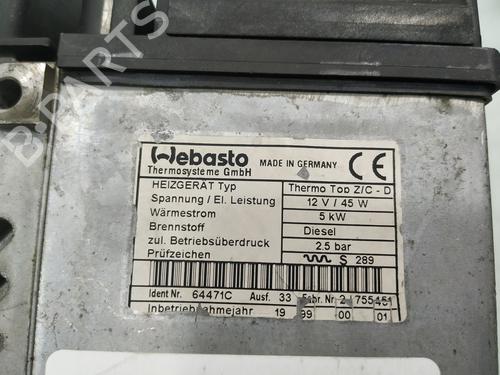 B-PARTS
Webasto
Thermosysteme GmbH
MADE IN GERMANY
CE
HEIZGERÄT Typ Thermo Top Z/C - D
Spannung / El. Leistung 12 V / 45 W
Wärmestrom 5 kW
Brennstoff Diesel
zul. Betriebsüberdruck 2.5 bar
Prüfzeichen S 289
Ident Nr. 64471C Ausf. 33 Fabr. Nr. 2 755451
Inbetriebnahmejahr 19 99 00 01